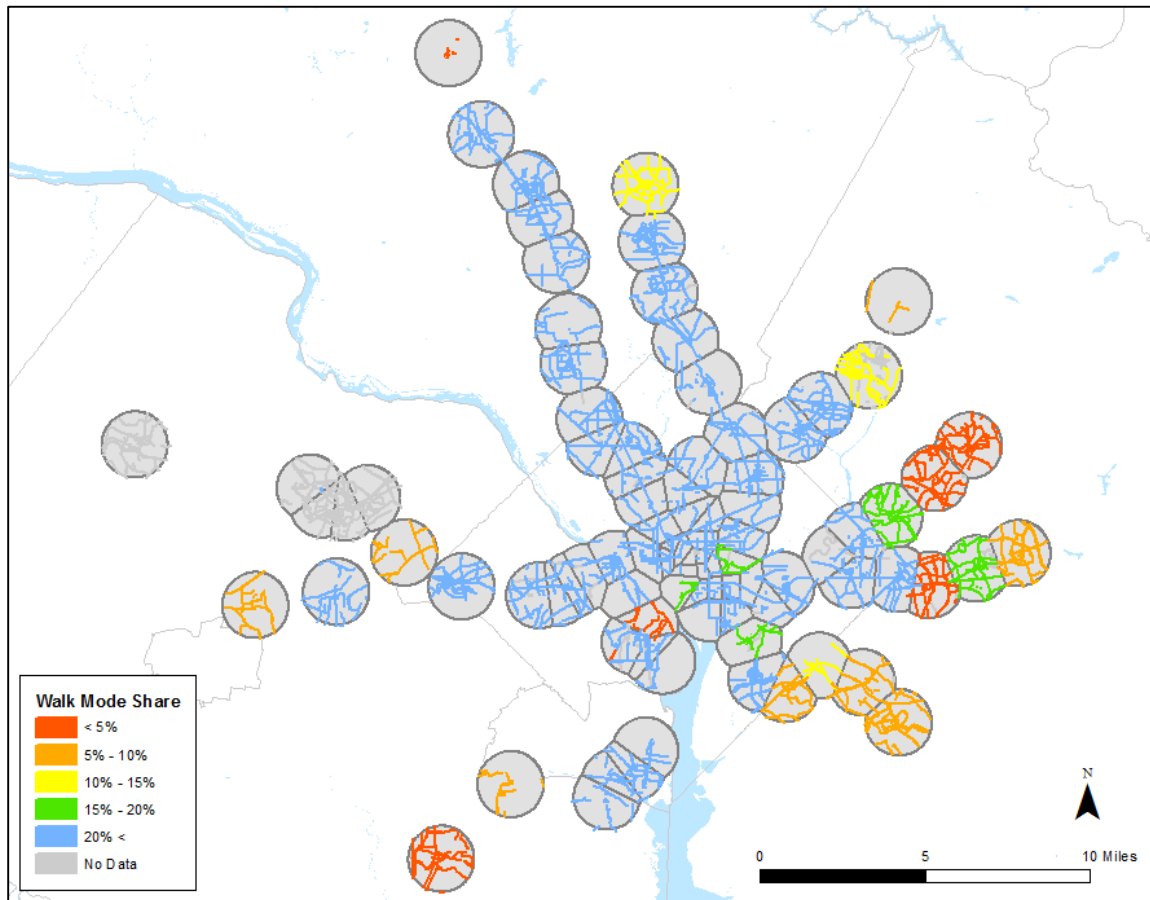 Walk Mode Share
< 5%
5% - 10%
10% - 15%
15% - 20%
20% <
No Data
N
0 5 10 Miles